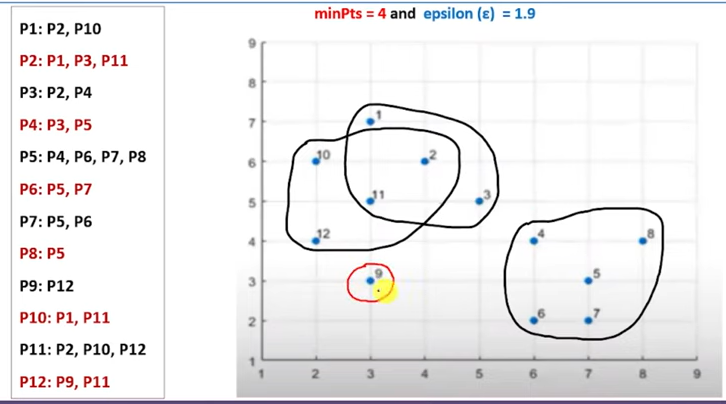 minPts = 4 and epsilon (ε) = 1.9
P1: P2, P10
P2: P1, P3, P11
P3: P2, P4
P4: P3, P5
P5: P4, P6, P7, P8
P6: P5, P7
P7: P5, P6
P8: P5
P9: P12
P10: P1, P11
P11: P2, P10, P12
P12: P9, P11
9
8
7
6
5
4
3
2
1
1
10
2
11
3
12
4
8
9
5
6
7
1 2 3 4 5 6 7 8 9